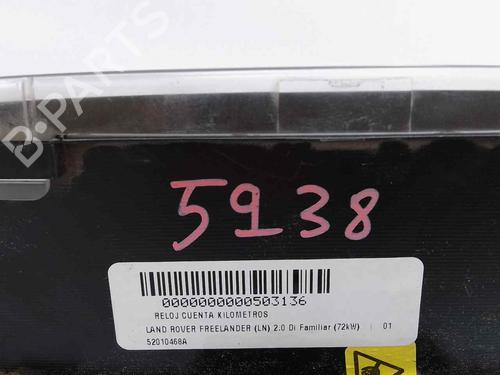 B-PARTS
5938
0000000000503136
RELOJ CUENTA KILOMETROS
LAND ROVER FREELANDER (LN) 2.0 Di Familiar (72kW) | 01
52010468A